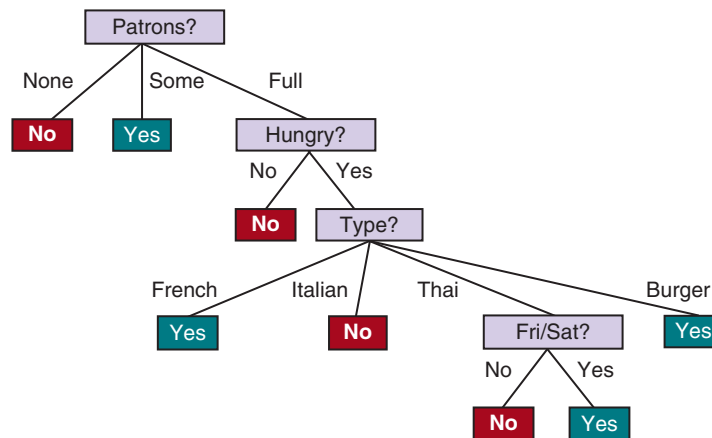 Patrons?
None Some Full
No Yes Hungry?
No Yes
No Type?
French Italian Thai Burger
Yes No Fri/Sat? Yes
No Yes
No Yes